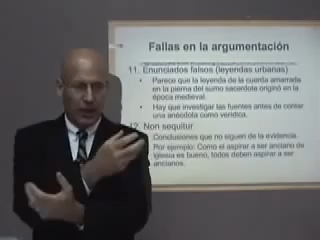 Fallas en la argumentación
11. Enunciados falsos (leyendas urbanas)
• Parece que la leyenda de la cuerda amarrada
en la pierna del sumo sacerdote originó en la
época medieval.
• Hay que investigar las fuentes antes de contar
una anécdota como verídica.
12. Non sequitur
Conclusiones que no siguen de la evidencia.
Por ejemplo: Como el aspirar a ser anciano de
iglesia es bueno, todos deben aspirar a ser
ancianos.